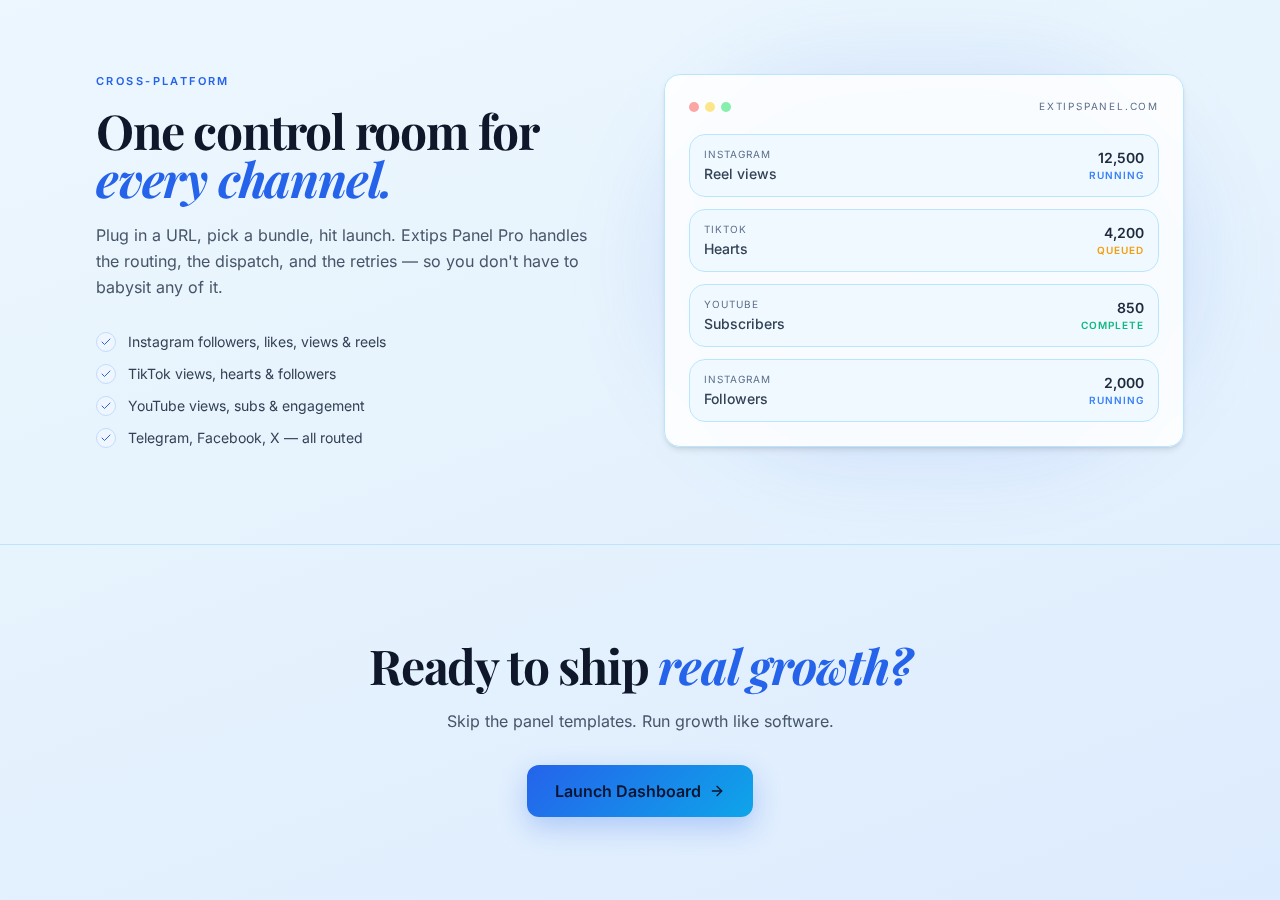 CROSS-PLATFORM
One control room for
every channel.
Plug in a URL, pick a bundle, hit launch. Extips Panel Pro handles
the routing, the dispatch, and the retries — so you don't have to
babysit any of it.
Instagram followers, likes, views & reels
TikTok views, hearts & followers
YouTube views, subs & engagement
Telegram, Facebook, X — all routed
EXTIPSPANEL.COM
INSTAGRAM
Reel views
12,500
RUNNING
TIKTOK
Hearts
4,200
QUEUED
YOUTUBE
Subscribers
850
COMPLETE
INSTAGRAM
Followers
2,000
RUNNING
Ready to ship real growth?
Skip the panel templates. Run growth like software.
Launch Dashboard